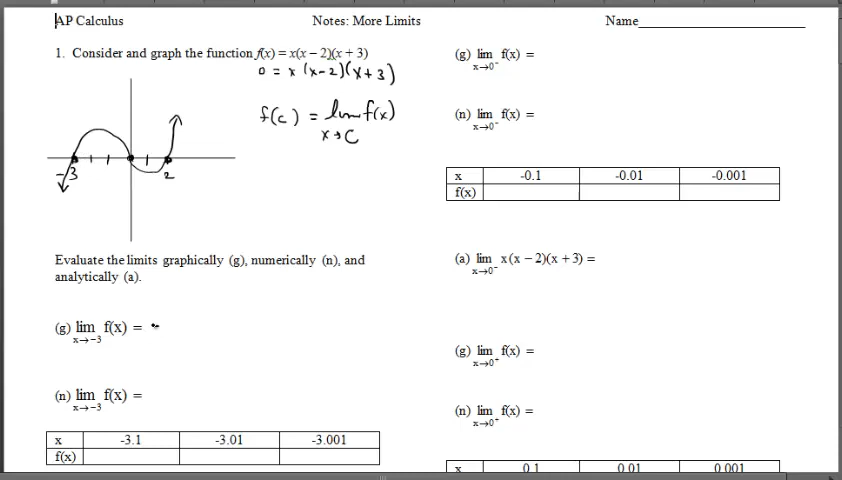 AP Calculus Notes: More Limits Name
1. Consider and graph the function f(x) = x(x − 2)(x + 3)
0 = x (x-2)(x+3)
f(c) = lim f(x)
x→c
-3
2
Evaluate the limits graphically (g), numerically (n), and
analytically (a).
(g) lim f(x) =
x→−3
(n) lim f(x) =
x→−3
x -3.1 -3.01 -3.001
f(x)
(g) lim f(x) =
x→0⁻
(n) lim f(x) =
x→0⁻
x -0.1 -0.01 -0.001
f(x)
(a) lim x(x − 2)(x + 3) =
x→0⁻
(g) lim f(x) =
x→0⁺
(n) lim f(x) =
x→0⁺
x 0.1 0.01 0.001